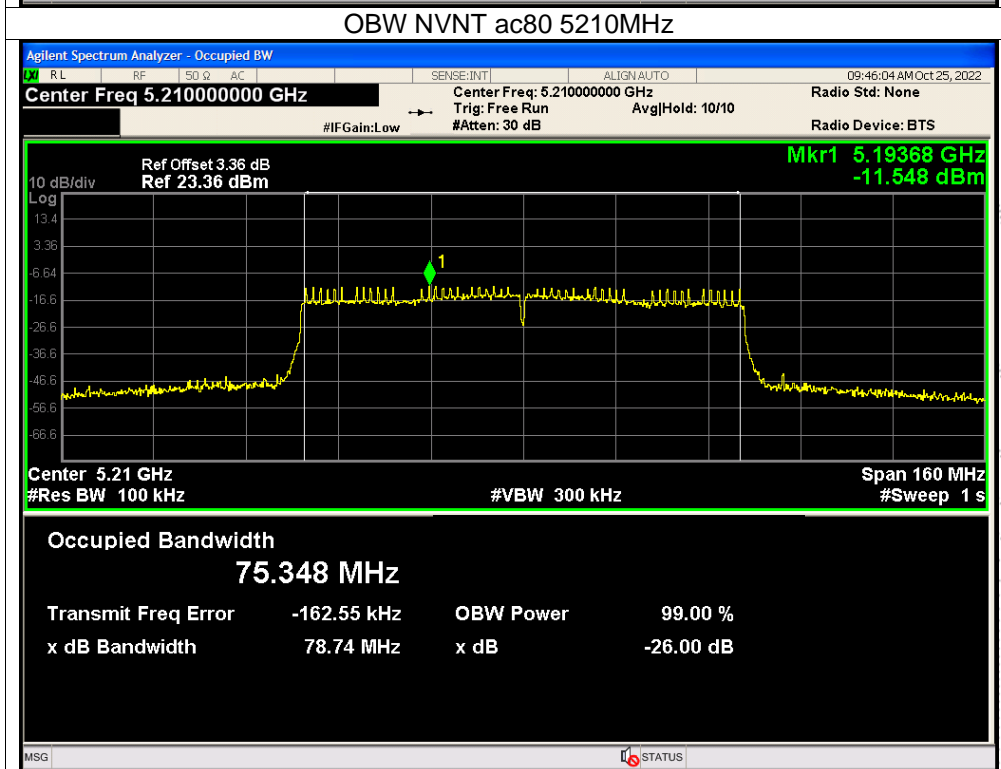 OBW NVNT ac80 5210MHz
Agilent Spectrum Analyzer - Occupied BW
LXI RL RF 50 Ω AC SENSE:INT ALIGN AUTO 09:46:04 AM Oct 25, 2022
Center Freq 5.210000000 GHz Center Freq: 5.210000000 GHz Radio Std: None
Trig: Free Run Avg|Hold: 10/10
#IFGain:Low #Atten: 30 dB Radio Device: BTS
Mkr1 5.19368 GHz
Ref Offset 3.36 dB
10 dB/div Ref 23.36 dBm -11.548 dBm
Log
13.4
3.36
1
-6.64
-16.6
-26.6
-36.6
-46.6
-56.6
-66.6
Center 5.21 GHz Span 160 MHz
#Res BW 100 kHz #VBW 300 kHz #Sweep 1 s
Occupied Bandwidth
75.348 MHz
Transmit Freq Error -162.55 kHz OBW Power 99.00 %
x dB Bandwidth 78.74 MHz x dB -26.00 dB
MSG STATUS